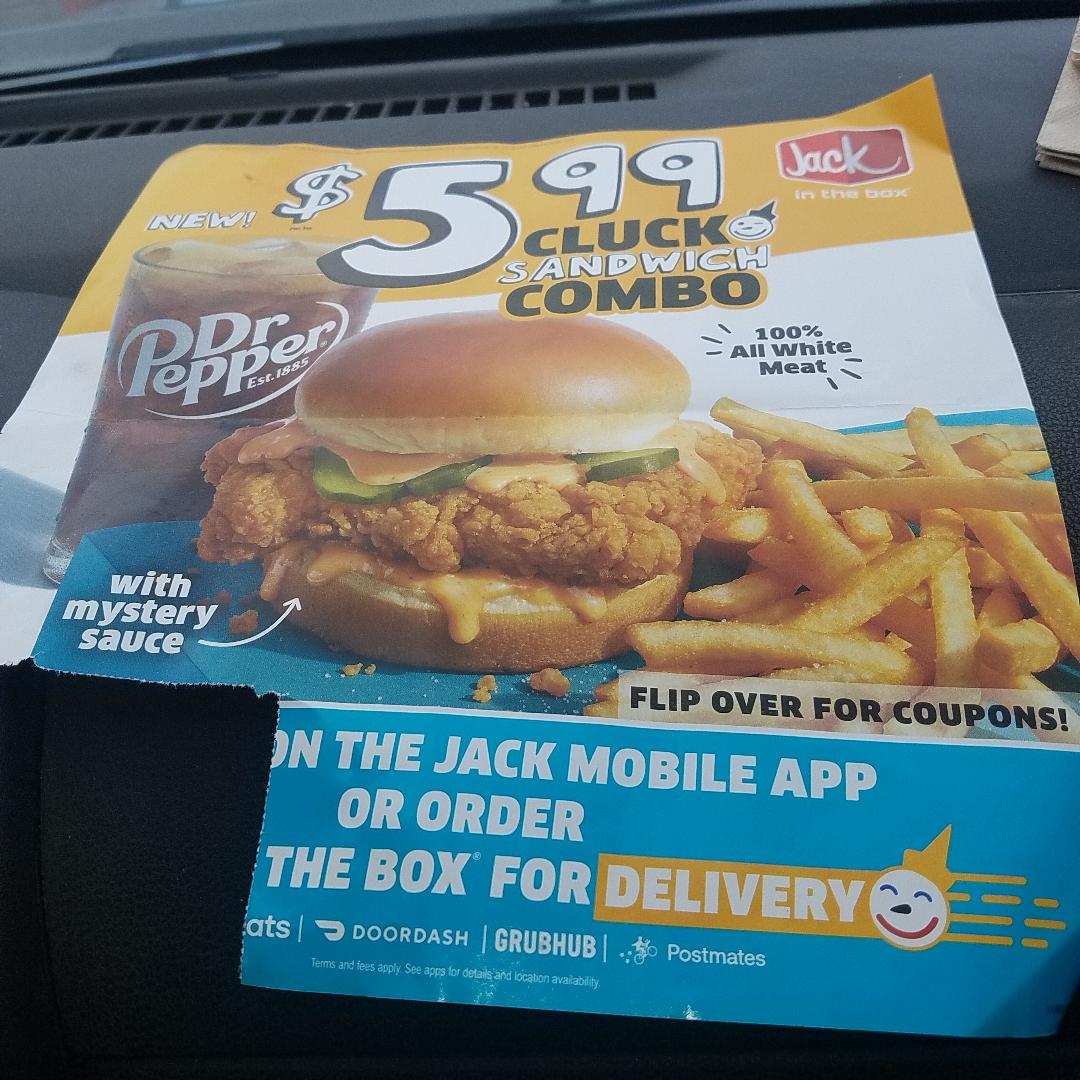 NEW!
$5.99
Jack
in the box
CLUCK
SANDWICH
COMBO
Dr
Pepper
Est. 1885
100%
All White
Meat
with
mystery
sauce
FLIP OVER FOR COUPONS!
ON THE JACK MOBILE APP
OR ORDER
THE BOX® FOR DELIVERY
ats | DOORDASH | GRUBHUB | Postmates
Terms and fees apply. See apps for details and location availability.